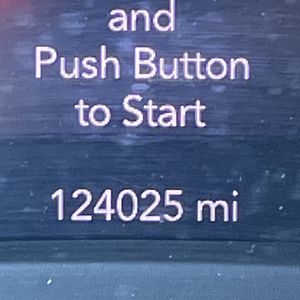 and
Push Button
to Start
124025 mi